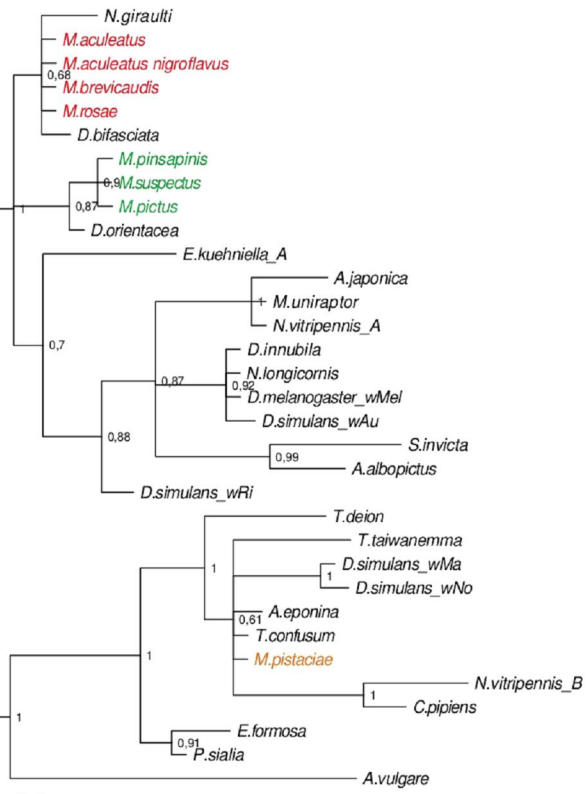 N.giraulti
M.aculeatus
M.aculeatus nigroflavus
0,68
M.brevicaudis
M.rosae
D.bifasciata
M.pinsapinis
0,9
M.suspectus
1
0,87
M.pictus
D.orientacea
E.kuehniella_A
A.japonica
1
M.uniraptor
N.vitripennis_A
0,7
D.innubila
N.longicornis
0,87
0,92
D.melanogaster_wMel
D.simulans_wAu
0,88
S.invicta
0,99
A.albopictus
D.simulans_wRi
T.deion
T.taiwanemma
D.simulans_wMa
1
1
D.simulans_wNo
A.eponina
0,61
T.confusum
1
M.pistaciae
N.vitripennis_B
1
C.pipiens
1
E.formosa
0,91
P.sialia
A.vulgare